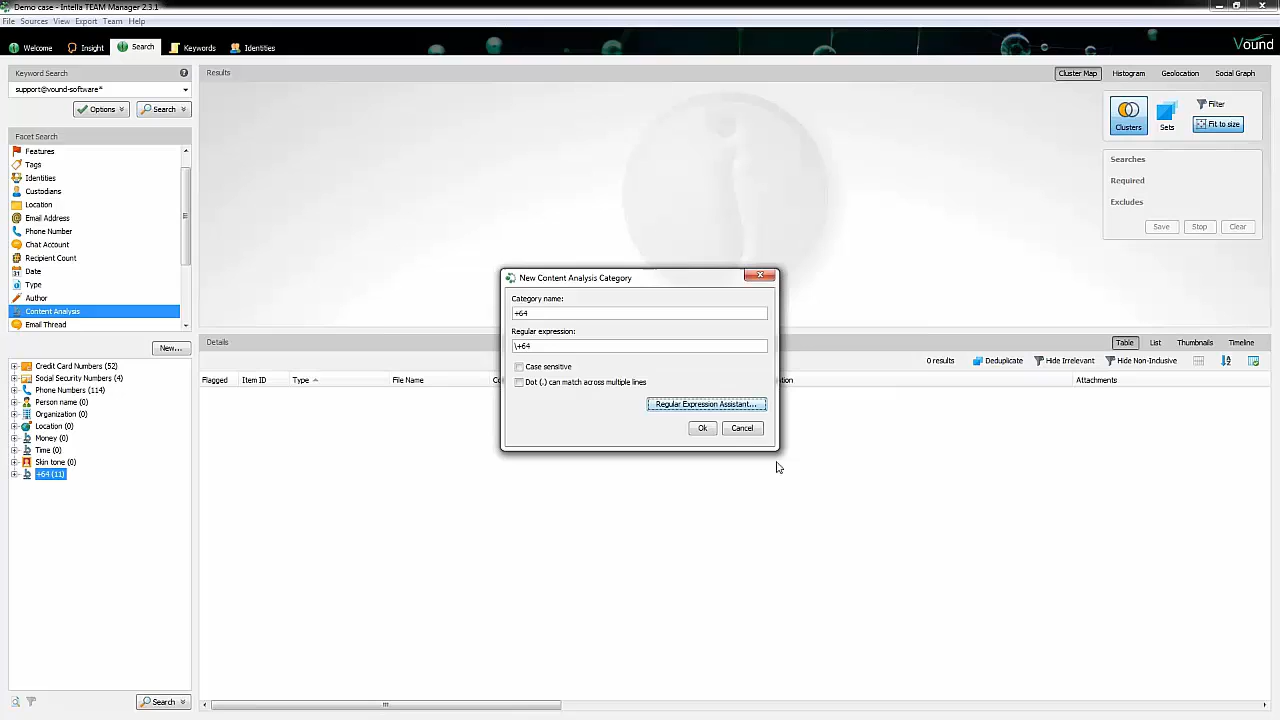 Demo case - Intella TEAM Manager 2.3.1
File Sources View Export Team Help
Welcome Insight Search Keywords Identities
Vound
Keyword Search
support@vound-software*
Options Search
Facet Search
Features
Tags
Identities
Custodians
Location
Email Address
Phone Number
Chat Account
Recipient Count
Date
Type
Author
Content Analysis
Email Thread
New...
Credit Card Numbers (52)
Social Security Numbers (4)
Phone Numbers (114)
Person name (0)
Organization (0)
Location (0)
Money (0)
Time (0)
Skin tone (0)
+64 (11)
Search
Results
Cluster Map Histogram Geolocation Social Graph
Clusters Sets Filter
Fit to size
Searches
Required
Excludes
Save Stop Clear
New Content Analysis Category
Category name:
+64
Regular expression:
\+64
Case sensitive
Dot (.) can match across multiple lines
Regular Expression Assistant...
Ok Cancel
Details
Table List Thumbnails Timeline
0 results Deduplicate Hide Irrelevant Hide Non-Inclusive
Flagged Item ID Type File Name Attachments